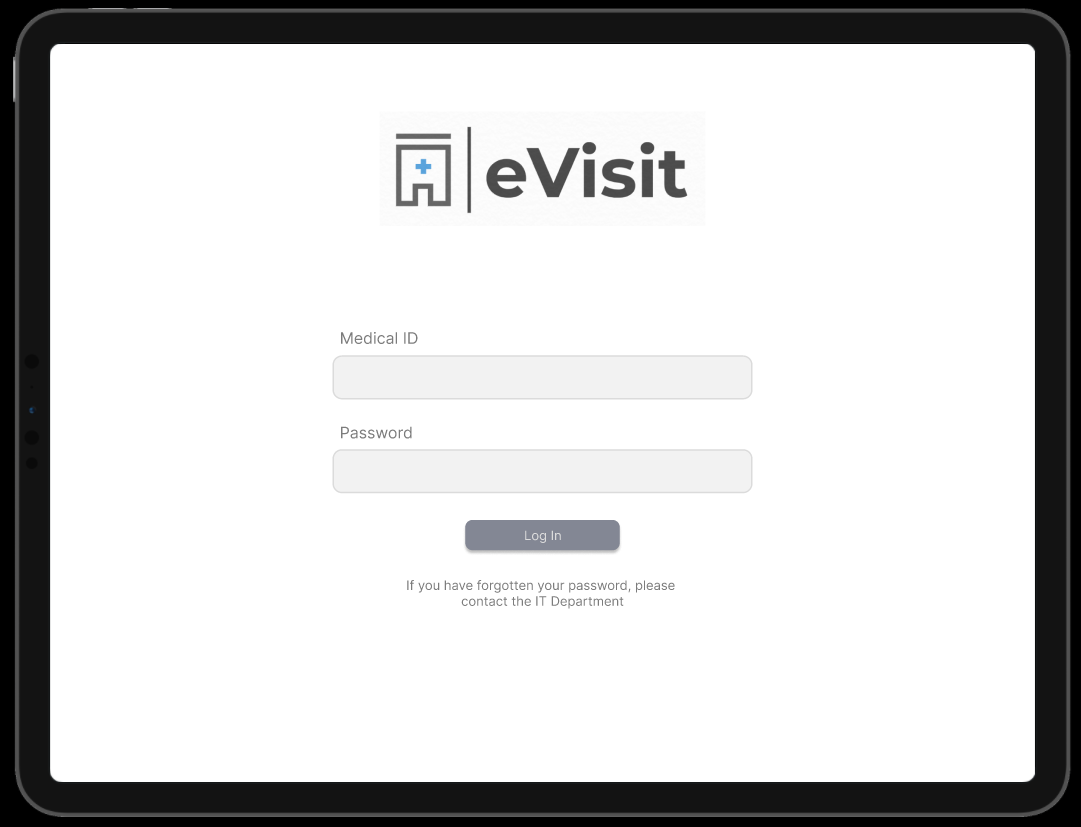 eVisit
Medical ID
Password
Log In
If you have forgotten your password, please
contact the IT Department